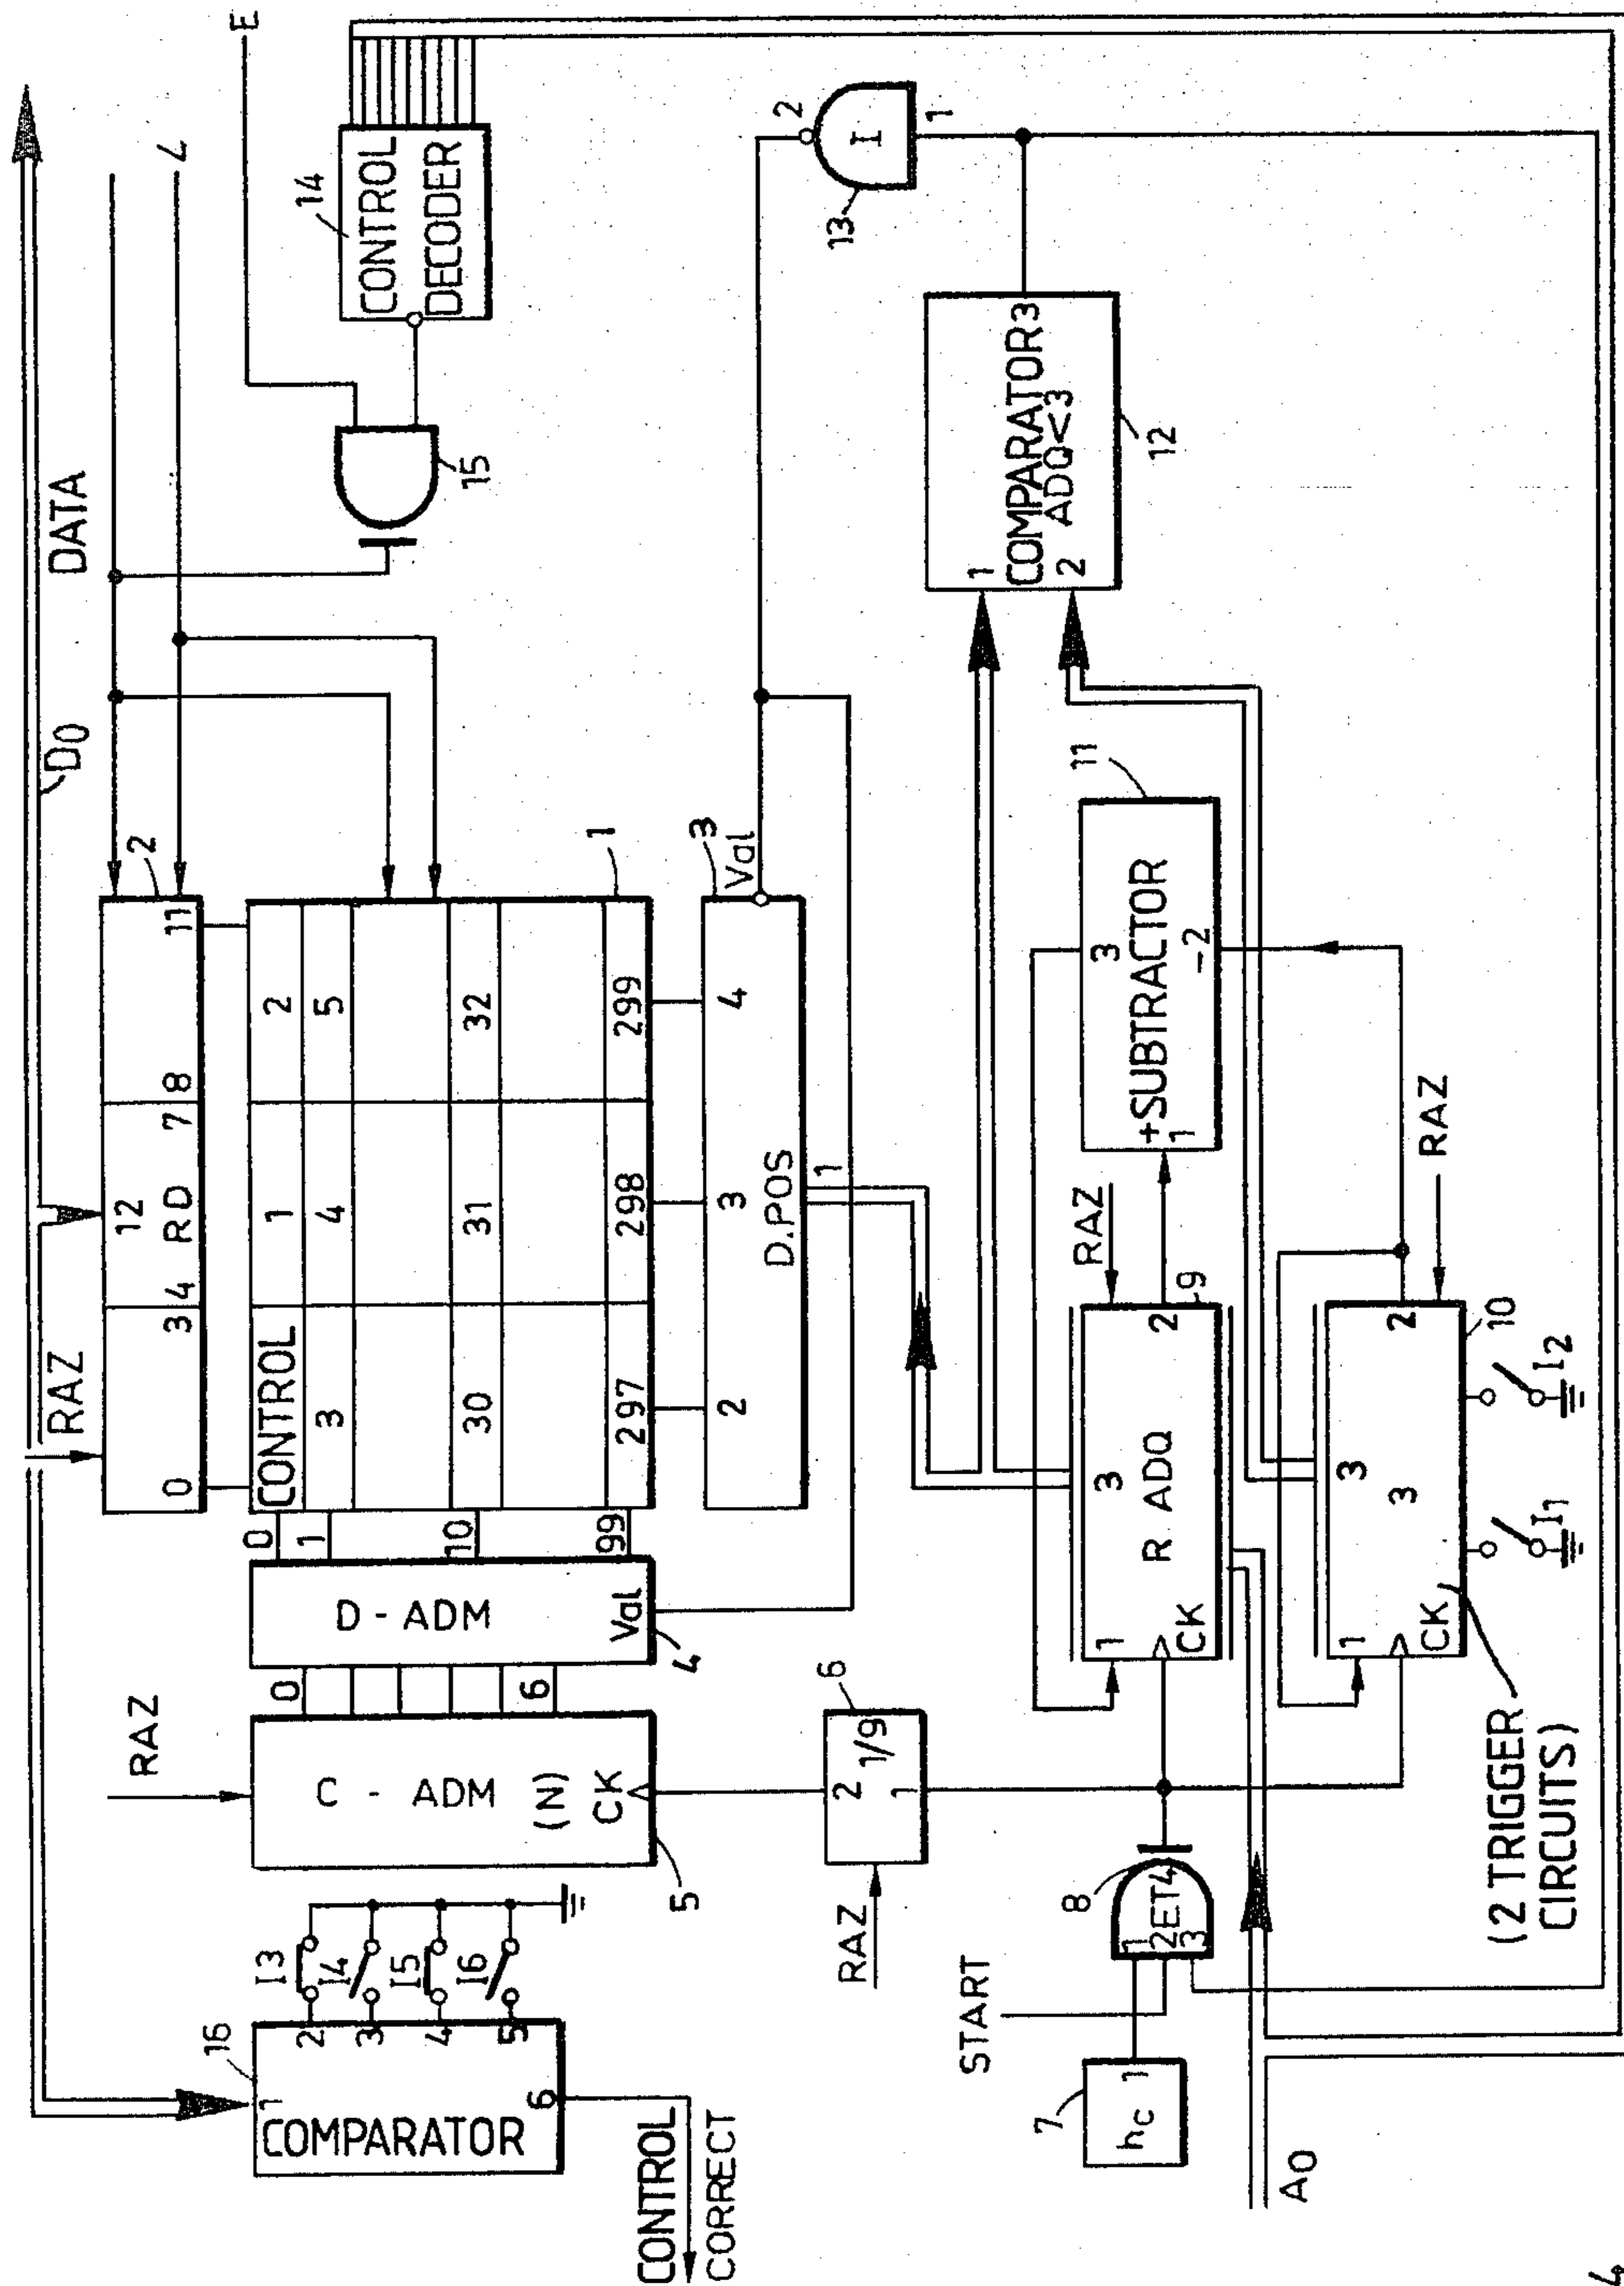 RAZ
D0
DATA
L
E
16
1
COMPARATOR
2
3
4
5
6
I3
I4
I5
I6
CONTROL
CORRECT
RAZ
C - ADM
(N)
CK
5
0
6
D - ADM
Val
4
0
1
10
99
0
3
4
12
RD
7
8
11
2
CONTROL
1
2
3
4
5
30
31
32
297
298
299
1
2
3
4
D.POS
1
3
Val
14
CONTROL
DECODER
15
13
I
1
2
RAZ
6
2
1/9
1
7
hc
1
START
8
1
2ET4
3
A0
1
3
R ADQ
CK
2
9
RAZ
11
+SUBTRACTOR
1
3
-2
1
3
3
CK
2
10
RAZ
I1
I2
(2 TRIGGER
CIRCUITS)
1
COMPARATOR3
2
ADQ<3
12